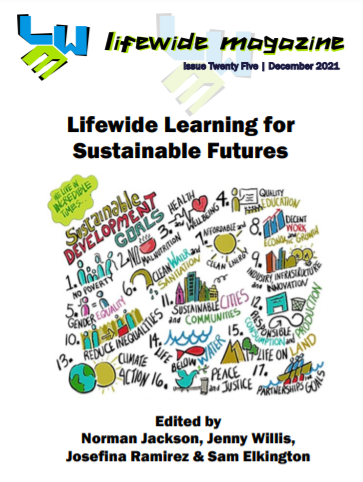 LWE
lifewide magazine
Issue Twenty Five | December 2021
Lifewide Learning for
Sustainable Futures
WE LIVE IN
INCREDIBLE
TIMES...
Sustainable
DEVELOPMENT
GOALS
1. NO POVERTY
2. NO
MALNUTRITION
3. HEALTH
and WELLBEING
4. QUALITY
EDUCATION
5. GENDER EQUALITY
6. CLEAN WATER and
SANITATION
7. AFFORDABLE and
CLEAN ENERGY
8. DECENT
WORK
ECONOMIC GROWTH
9. INDUSTRY INFRASTRUCTURE
and INNOVATION
10. REDUCE INEQUALITIES
11. SUSTAINABLE CITIES
and COMMUNITIES
12. RESPONSIBLE
CONSUMPTION and PRODUCTION
13. CLIMATE
ACTION
14. LIFE
BELOW WATER
15. LIFE ON LAND
16. PEACE
and JUSTICE
17. PARTNERSHIPS
GOALS
Edited by
Norman Jackson, Jenny Willis,
Josefina Ramirez & Sam Elkington